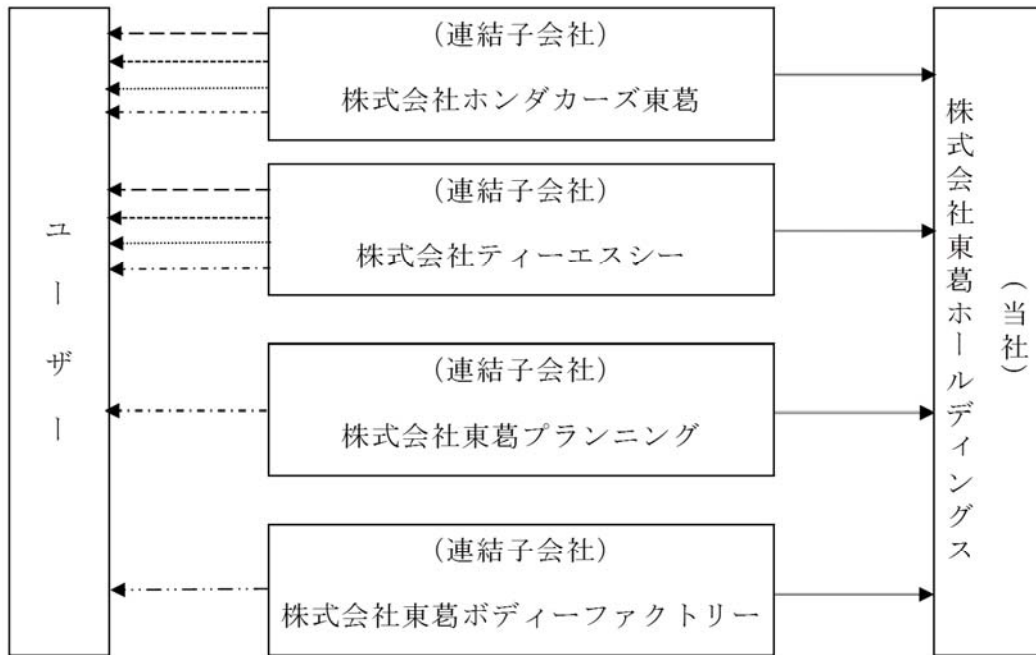 ユーザー
(連結子会社)
株式会社ホンダカーズ東葛
(連結子会社)
株式会社ティーエスシー
(連結子会社)
株式会社東葛プランニング
(連結子会社)
株式会社東葛ボディーファクトリー
(当社)
株式会社東葛ホールディングス